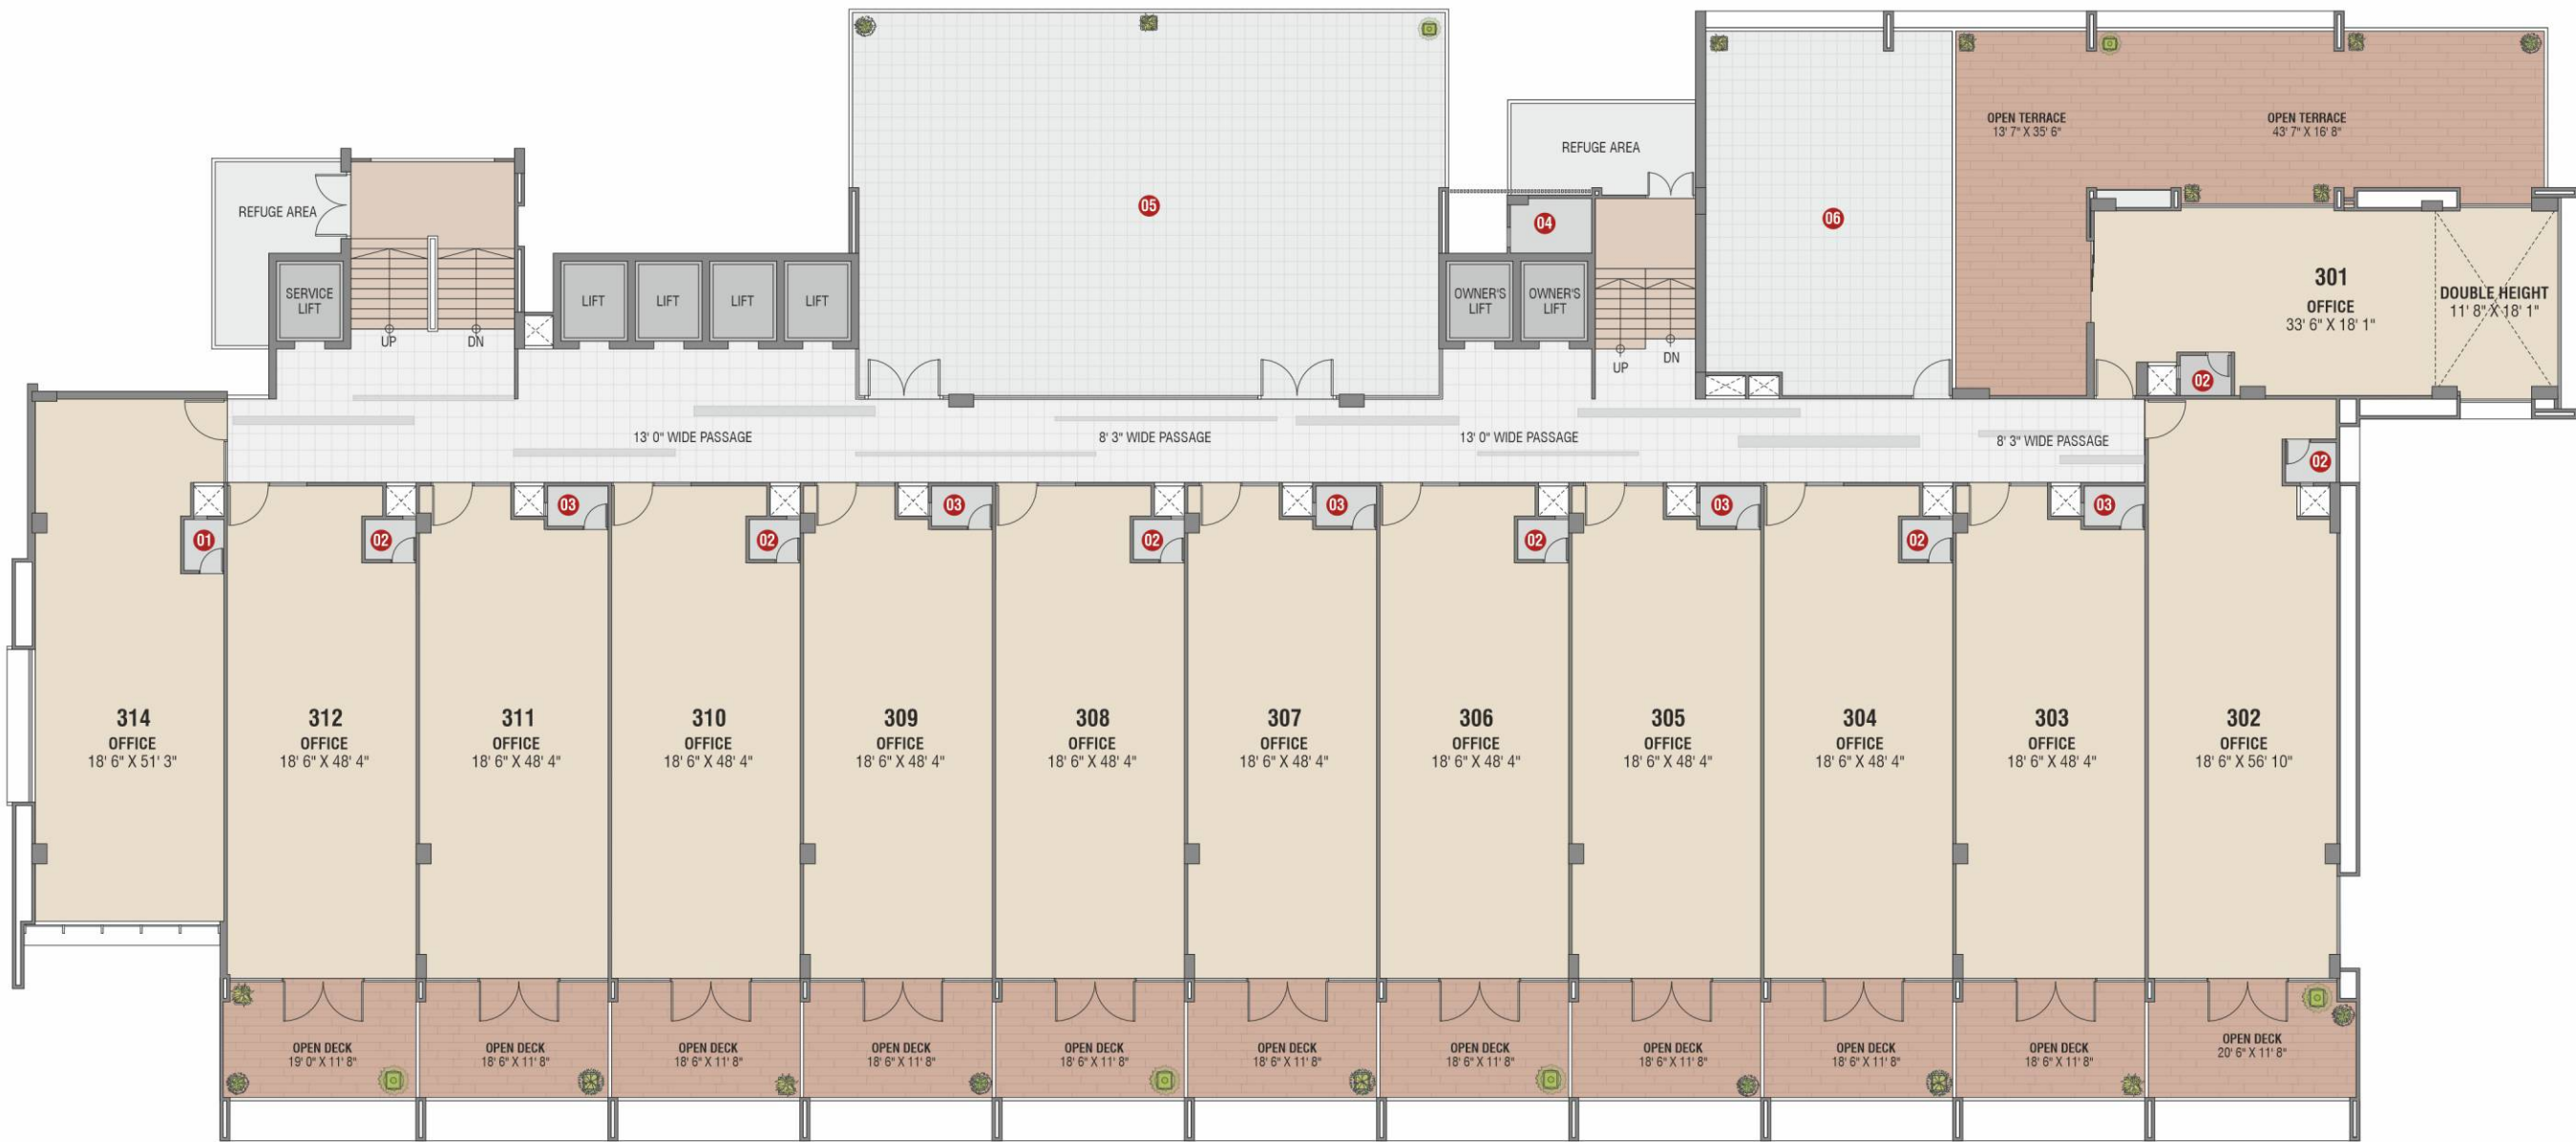 05
REFUGE AREA
04
06
OPEN TERRACE
13' 7" X 35' 6"
OPEN TERRACE
43' 7" X 16' 8"
REFUGE AREA
SERVICE
LIFT
LIFT
LIFT
LIFT
LIFT
OWNER'S
LIFT
OWNER'S
LIFT
301
OFFICE
33' 6" X 18' 1"
DOUBLE HEIGHT
11' 8" X 18' 1"
UP
DN
UP
DN
02
13' 0" WIDE PASSAGE
8' 3" WIDE PASSAGE
13' 0" WIDE PASSAGE
8' 3" WIDE PASSAGE
02
01
02
03
02
03
02
03
02
03
02
03
314
OFFICE
18' 6" X 51' 3"
312
OFFICE
18' 6" X 48' 4"
311
OFFICE
18' 6" X 48' 4"
310
OFFICE
18' 6" X 48' 4"
309
OFFICE
18' 6" X 48' 4"
308
OFFICE
18' 6" X 48' 4"
307
OFFICE
18' 6" X 48' 4"
306
OFFICE
18' 6" X 48' 4"
305
OFFICE
18' 6" X 48' 4"
304
OFFICE
18' 6" X 48' 4"
303
OFFICE
18' 6" X 48' 4"
302
OFFICE
18' 6" X 56' 10"
OPEN DECK
19' 0" X 11' 8"
OPEN DECK
18' 6" X 11' 8"
OPEN DECK
18' 6" X 11' 8"
OPEN DECK
18' 6" X 11' 8"
OPEN DECK
18' 6" X 11' 8"
OPEN DECK
18' 6" X 11' 8"
OPEN DECK
18' 6" X 11' 8"
OPEN DECK
18' 6" X 11' 8"
OPEN DECK
18' 6" X 11' 8"
OPEN DECK
18' 6" X 11' 8"
OPEN DECK
20' 6" X 11' 8"